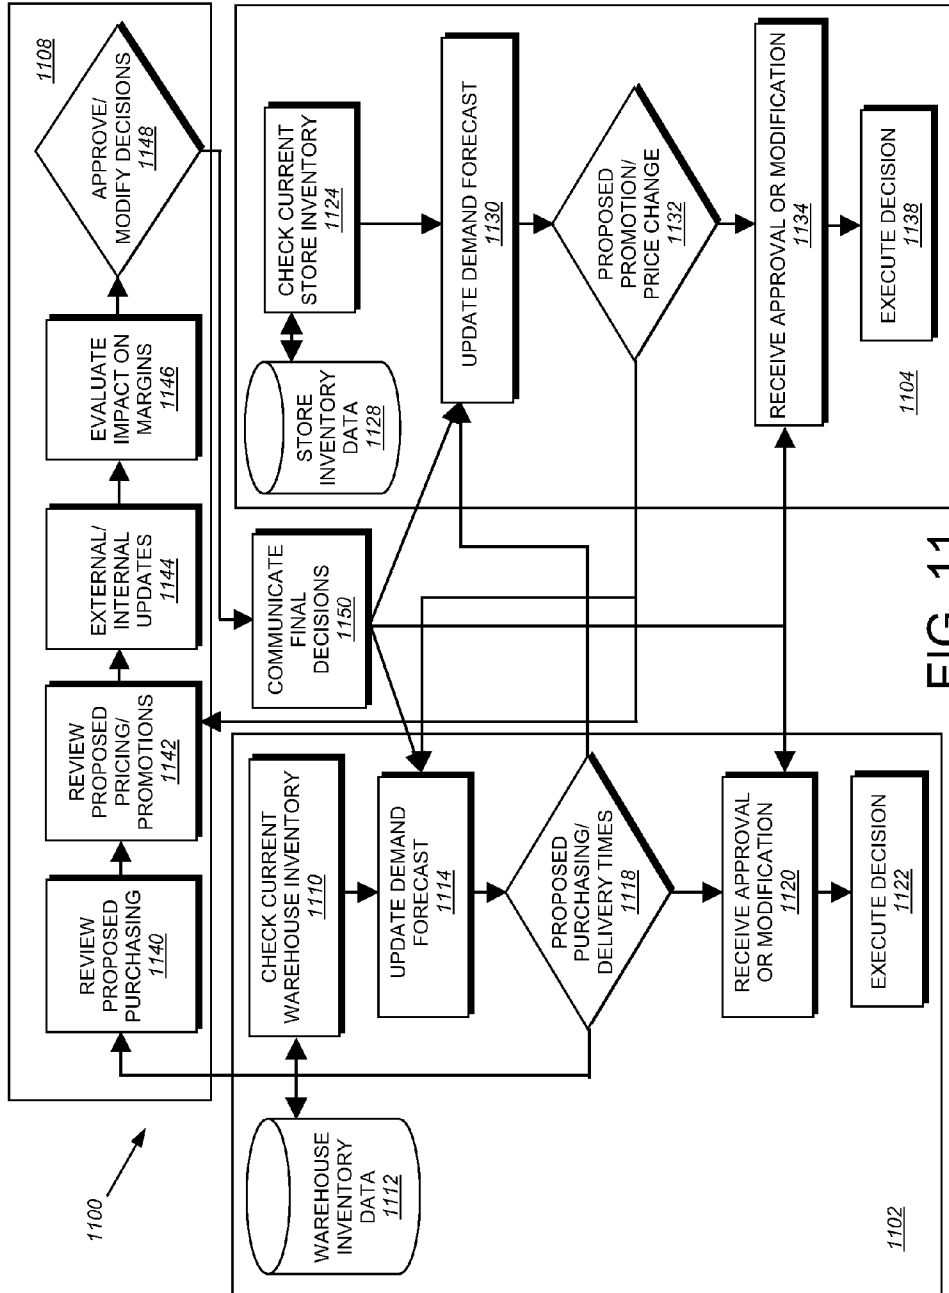 1100
REVIEW
PROPOSED
PURCHASING
1140
REVIEW
PROPOSED
PRICING/
PROMOTIONS
1142
EXTERNAL/
INTERNAL
UPDATES
1144
EVALUATE
IMPACT ON
MARGINS
1146
APPROVE/
MODIFY DECISIONS
1148
1108
COMMUNICATE
FINAL
DECISIONS
1150
WAREHOUSE
INVENTORY
DATA
1112
CHECK CURRENT
WAREHOUSE INVENTORY
1110
UPDATE DEMAND
FORECAST
1114
PROPOSED
PURCHASING/
DELIVERY TIMES
1118
RECEIVE APPROVAL
OR MODIFICATION
1120
EXECUTE DECISION
1122
1102
STORE
INVENTORY
DATA
1128
CHECK CURRENT
STORE INVENTORY
1124
UPDATE DEMAND FORECAST
1130
PROPOSED
PROMOTION/
PRICE CHANGE
1132
RECEIVE APPROVAL OR MODIFICATION
1134
EXECUTE DECISION
1138
1104
FIG. 11